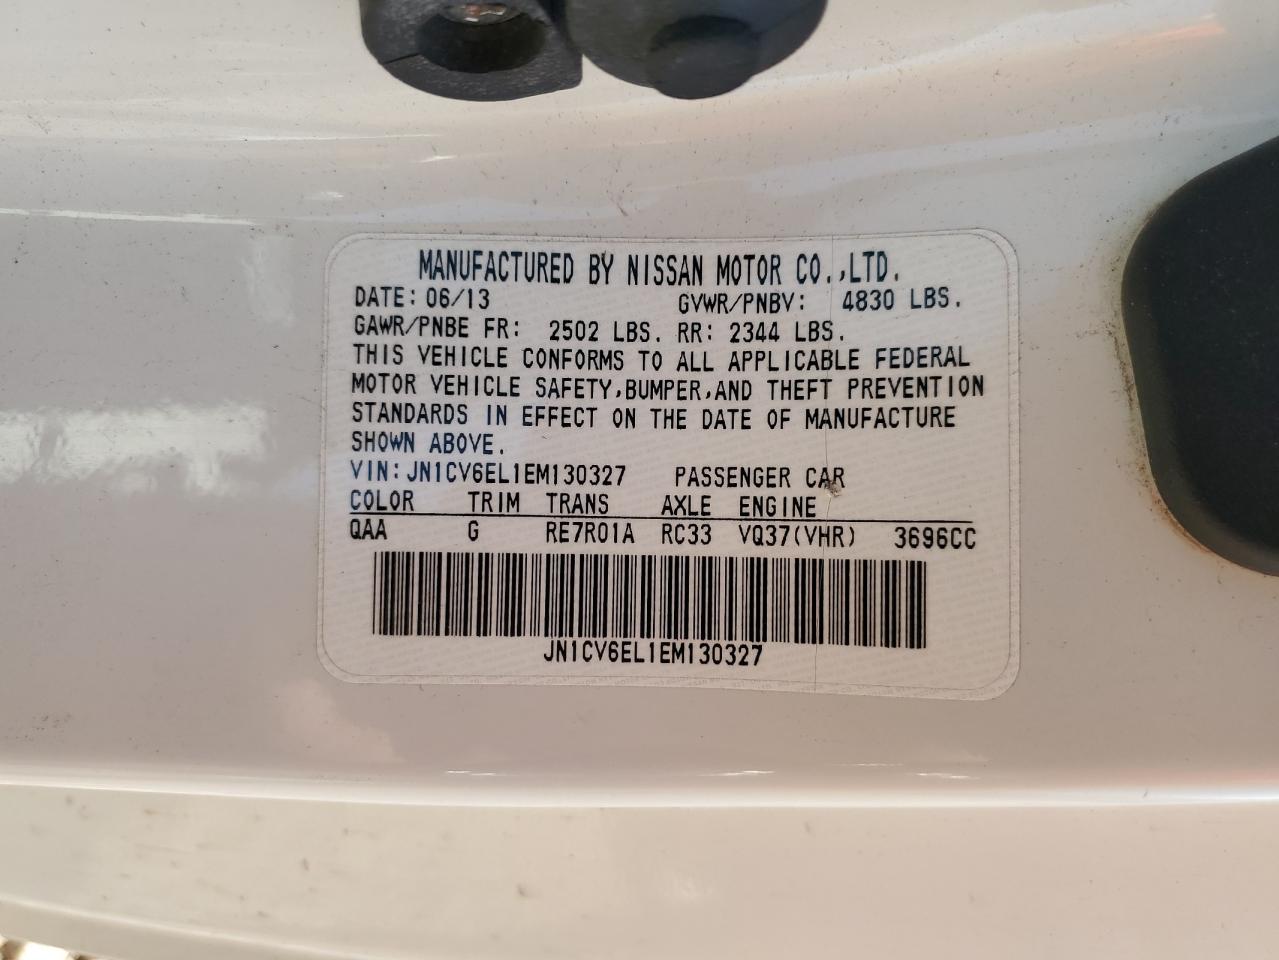 MANUFACTURED BY NISSAN MOTOR CO.,LTD.
DATE: 06/13 GVWR/PNBV: 4830 LBS.
GAWR/PNBE FR: 2502 LBS. RR: 2344 LBS.
THIS VEHICLE CONFORMS TO ALL APPLICABLE FEDERAL
MOTOR VEHICLE SAFETY,BUMPER,AND THEFT PREVENTION
STANDARDS IN EFFECT ON THE DATE OF MANUFACTURE
SHOWN ABOVE.
VIN: JN1CV6EL1EM130327 PASSENGER CAR
COLOR TRIM TRANS AXLE ENGINE
QAA G RE7R01A RC33 VQ37(VHR) 3696CC
JN1CV6EL1EM130327